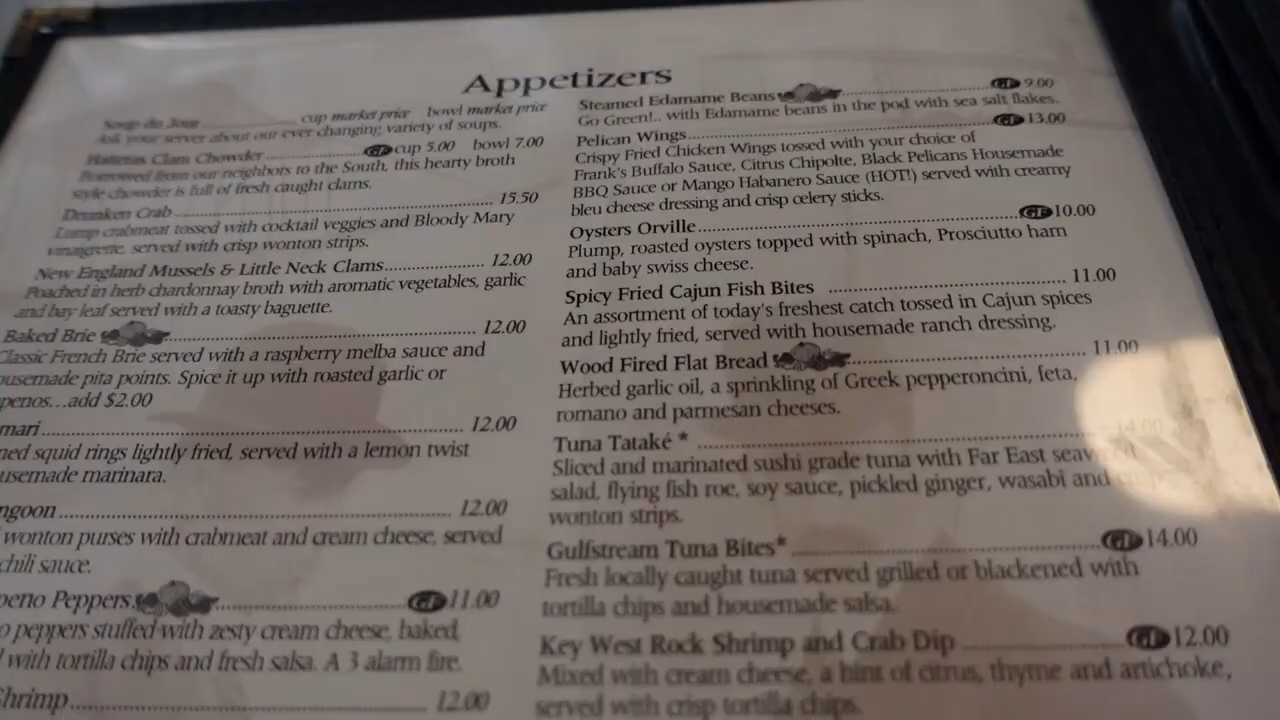 Appetizers
Soup du Jour cup market price bowl market price
Ask your server about our ever changing variety of soups.
Hatteras Clam Chowder GF cup 5.00 bowl 7.00
Borrowed from our neighbors to the South, this hearty broth
style chowder is full of fresh caught clams.
Drunken Crab 15.50
Lump crabmeat tossed with cocktail veggies and Bloody Mary
vinaigrette, served with crisp wonton strips.
New England Mussels & Little Neck Clams 12.00
Poached in herb chardonnay broth with aromatic vegetables, garlic
and bay leaf served with a toasty baguette.
Baked Brie 12.00
Classic French Brie served with a raspberry melba sauce and
ousemade pita points. Spice it up with roasted garlic or
penos...add $2.00
mari 12.00
ned squid rings lightly fried, served with a lemon twist
usemade marinara.
ngoon 12.00
wonton purses with crabmeat and cream cheese, served
chili sauce.
peno Peppers GF 11.00
o peppers stuffed with zesty cream cheese, baked,
with tortilla chips and fresh salsa. A 3 alarm fire.
Shrimp 12.00
Steamed Edamame Beans GF 9.00
Go Green!.. with Edamame beans in the pod with sea salt flakes.
Pelican Wings GF 13.00
Crispy Fried Chicken Wings tossed with your choice of
Frank's Buffalo Sauce, Citrus Chipolte, Black Pelicans Housemade
BBQ Sauce or Mango Habanero Sauce (HOT!) served with creamy
bleu cheese dressing and crisp celery sticks.
Oysters Orville GF 10.00
Plump, roasted oysters topped with spinach, Prosciutto ham
and baby swiss cheese.
Spicy Fried Cajun Fish Bites 11.00
An assortment of today's freshest catch tossed in Cajun spices
and lightly fried, served with housemade ranch dressing.
Wood Fired Flat Bread 11.00
Herbed garlic oil, a sprinkling of Greek pepperoncini, feta,
romano and parmesan cheeses.
Tuna Tataké * 14.00
Sliced and marinated sushi grade tuna with Far East
salad, flying fish roe, soy sauce, pickled ginger, wasabi and
wonton strips.
Gulfstream Tuna Bites* GF 14.00
Fresh locally caught tuna served grilled or blackened with
tortilla chips and housemade salsa.
Key West Rock Shrimp and Crab Dip GF 12.00
Mixed with cream cheese, a hint of citrus, thyme and artichoke,
served with crisp tortilla chips.